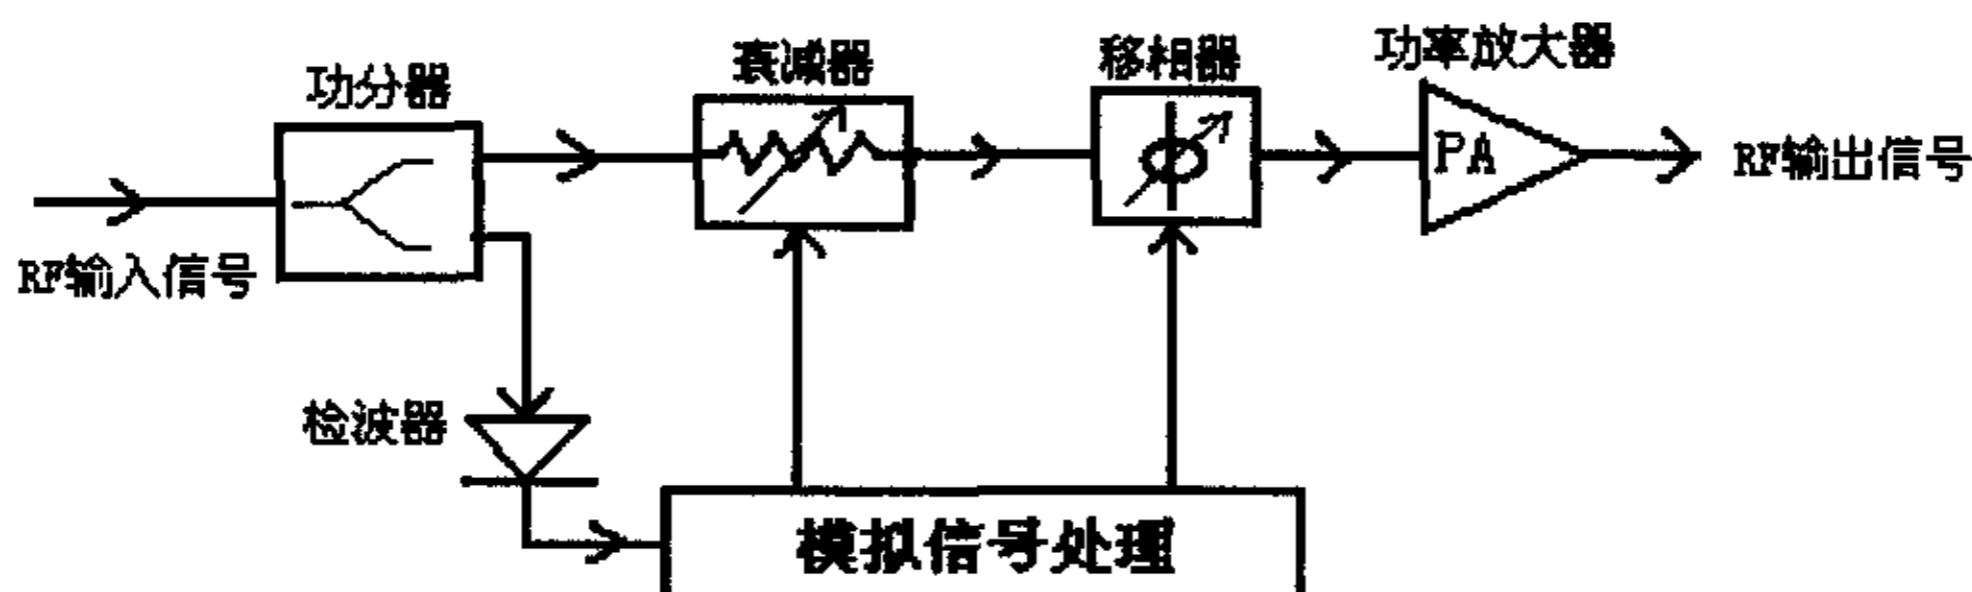 功率放大器
移相器
衰减器
功分器
PA
RF输出信号
RF输入信号
检波器
模拟信号处理